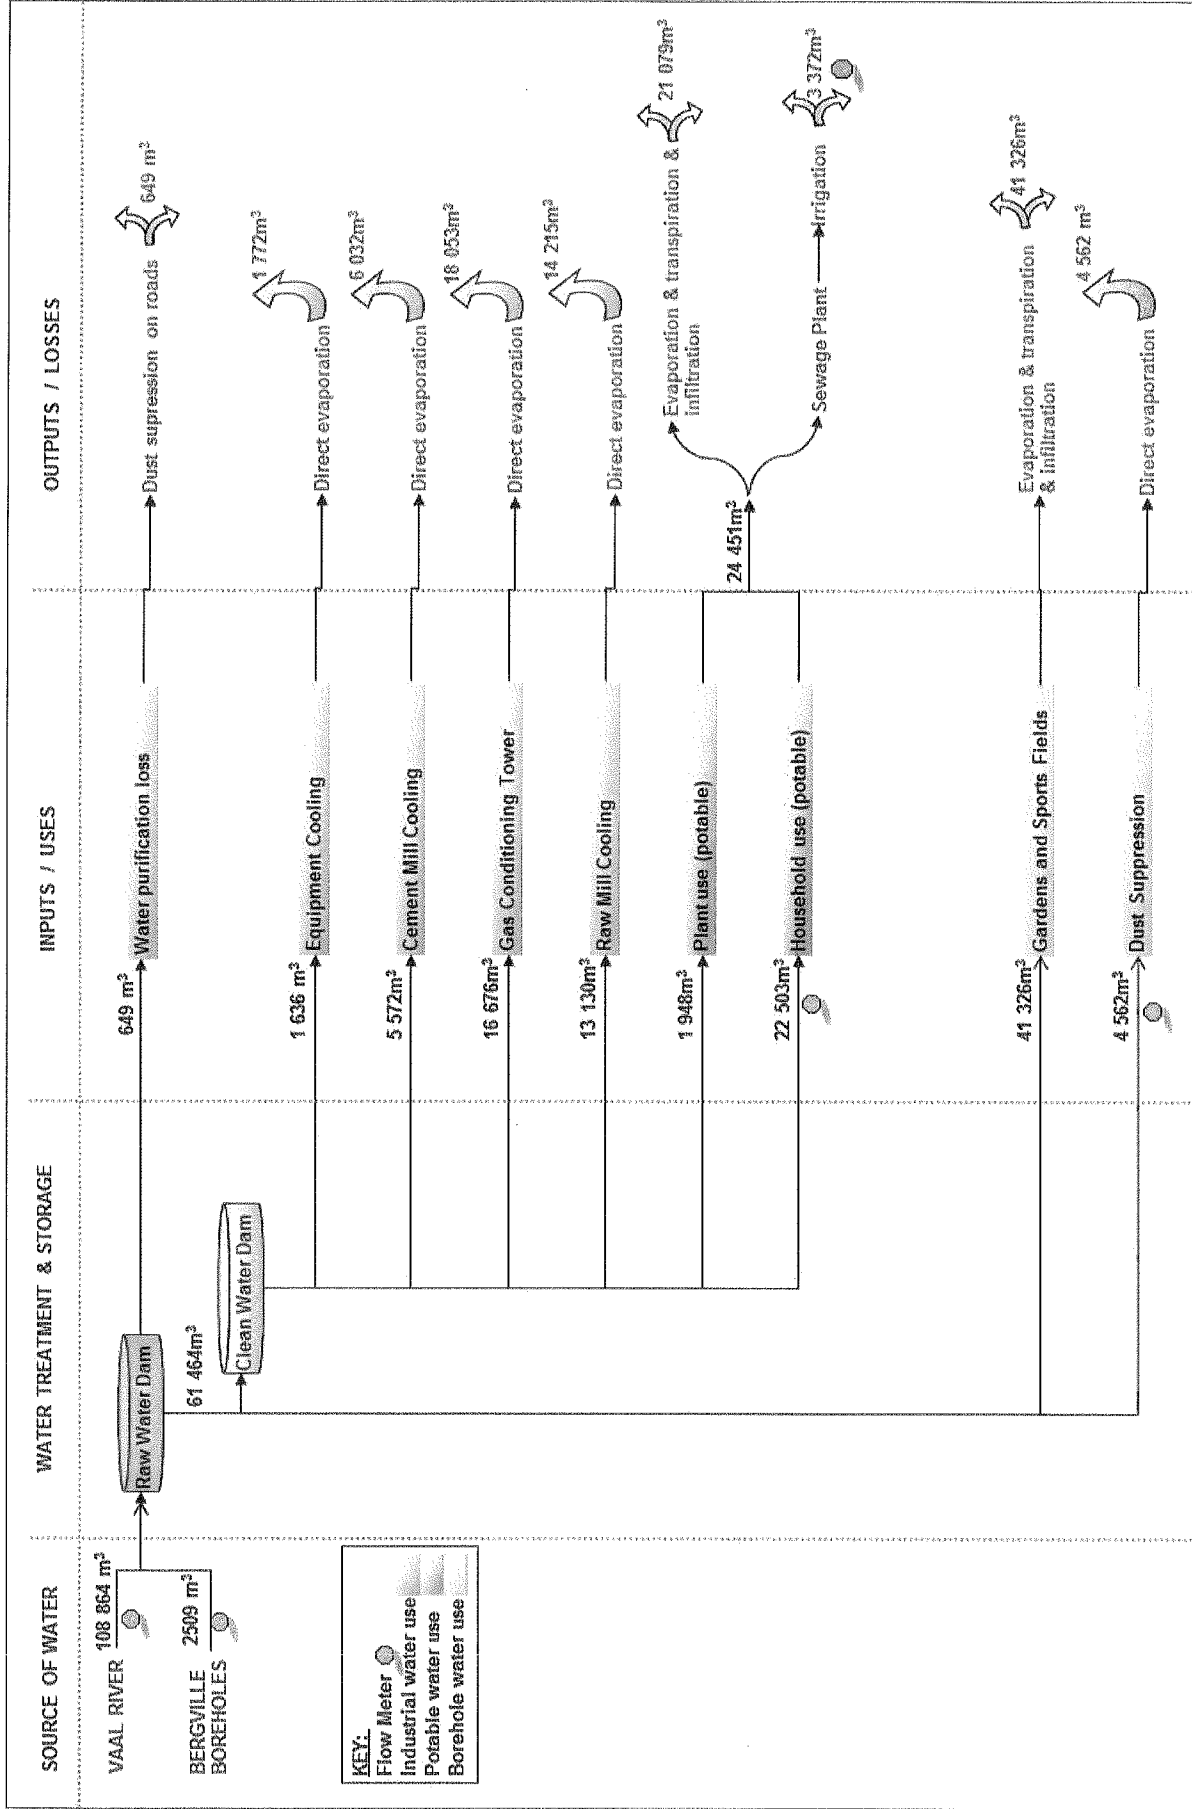 SOURCE OF WATER
WATER TREATMENT & STORAGE
INPUTS / USES
OUTPUTS / LOSSES
VAAL RIVER
108 864 m³
BERGVILLE
BOREHOLES
2509 m³
KEY:
Flow Meter
Industrial water use
Potable water use
Borehole water use
Raw Water Dam
61 464m³
Clean Water Dam
649 m³
Water purification loss
Dust supression on roads
649 m³
1 636 m³
Equipment Cooling
Direct evaporation
1 772m³
5 572m³
Cement Mill Cooling
Direct evaporation
6 032m³
16 676m³
Gas Conditioning Tower
Direct evaporation
18 053m³
13 130m³
Raw Mill Cooling
Direct evaporation
14 215m³
1 948m³
Plant use (potable)
22 503m³
Household use (potable)
24 451m³
Evaporation & transpiration &
infiltration
21 079m³
Sewage Plant
Irrigation
3 372m³
41 326m³
Gardens and Sports Fields
Evaporation & transpiration
& infiltration
41 326m³
4 562m³
Dust Suppression
Direct evaporation
4 562 m³